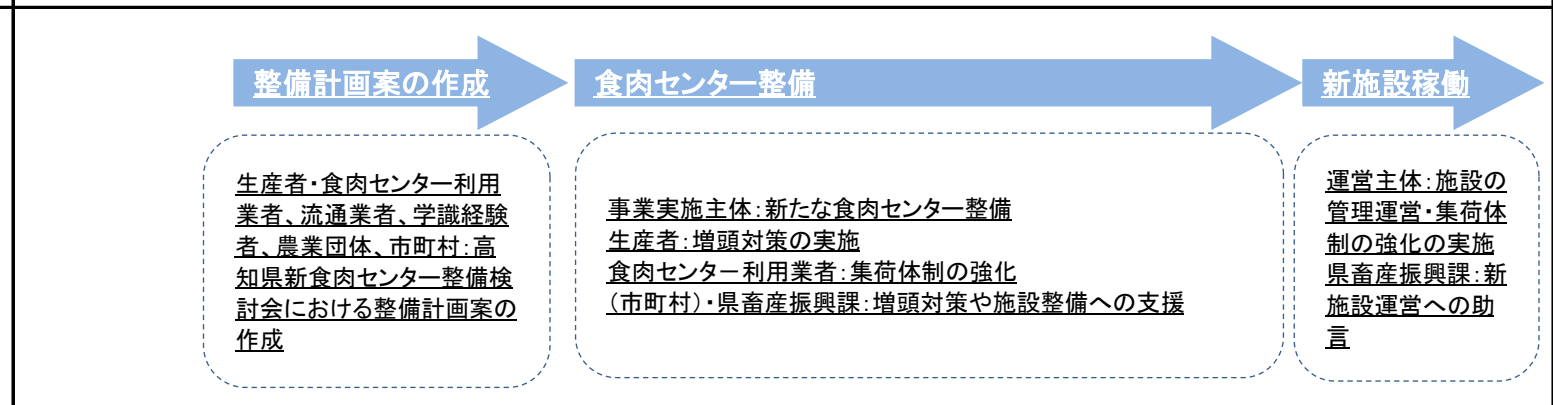 整備計画案の作成
食肉センター整備
新施設稼働
生産者・食肉センター利用
業者、流通業者、学識経験
者、農業団体、市町村：高
知県新食肉センター整備検
討会における整備計画案の
作成
事業実施主体：新たな食肉センター整備
生産者：増頭対策の実施
食肉センター利用業者：集荷体制の強化
（市町村）・県畜産振興課：増頭対策や施設整備への支援
運営主体：施設の
管理運営・集荷体
制の強化の実施
県畜産振興課：新
施設運営への助
言